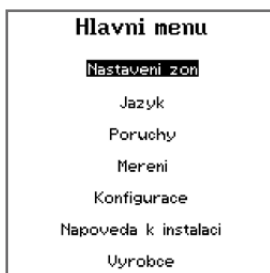 Hlavni menu
Nastaveni zon
Jazyk
Poruchy
Mereni
Konfigurace
Napoveda k instalaci
Vyrobce